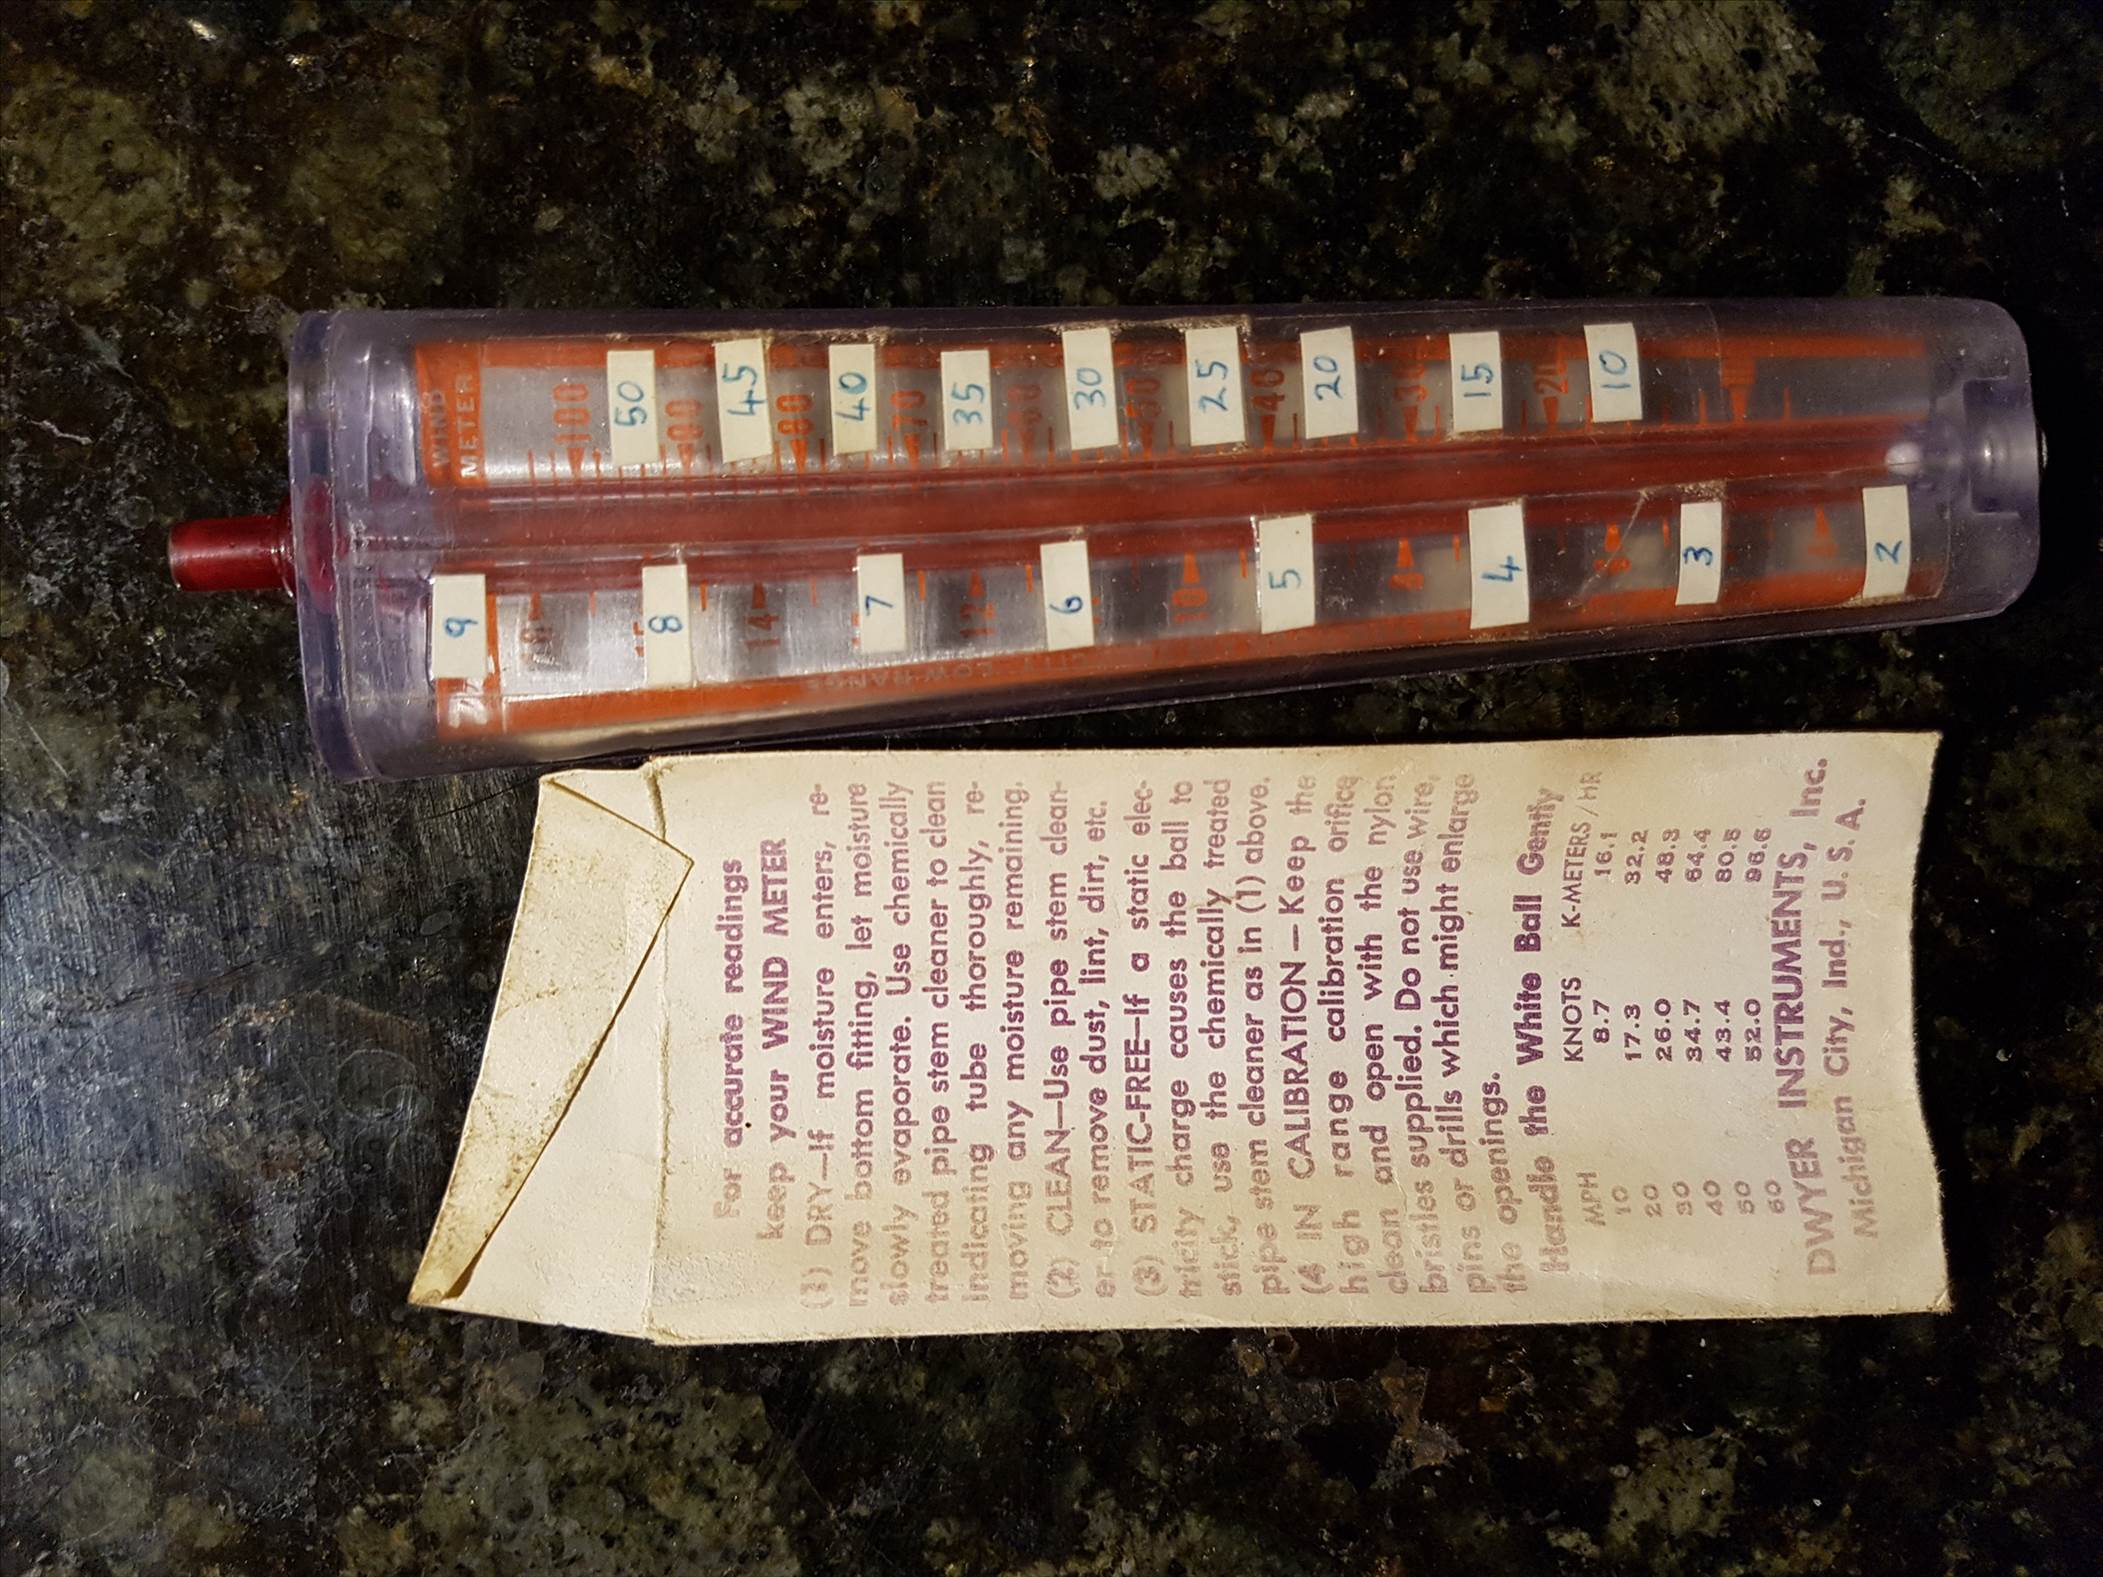 WIND
METER
100
50
90
45
80
40
70
35
60
30
50
25
40
20
30
15
20
10
9
8
14
7
12
6
10
5
8
4
6
3
4
2
LOW RANGE
For accurate readings
keep your WIND METER
(1) DRY—If moisture enters, re-
move bottom fitting, let moisture
slowly evaporate. Use chemically
treated pipe stem cleaner to clean
indicating tube thoroughly, re-
moving any moisture remaining.
(2) CLEAN—Use pipe stem clean-
er to remove dust, lint, dirt, etc.
(3) STATIC-FREE—If a static elec-
tricity charge causes the ball to
stick, use the chemically treated
pipe stem cleaner as in (1) above.
(4 IN CALIBRATION — Keep the
high range calibration orifice
clean and open with the nylon
bristles supplied. Do not use wire,
pins or drills which might enlarge
the openings.
Handle the White Ball Gently
MPH KNOTS K-METERS/HR
10 8.7 16.1
20 17.3 32.2
30 26.0 48.3
40 34.7 64.4
50 43.4 80.5
60 52.0 96.6
DWYER INSTRUMENTS, Inc.
Michigan City, Ind., U. S. A.